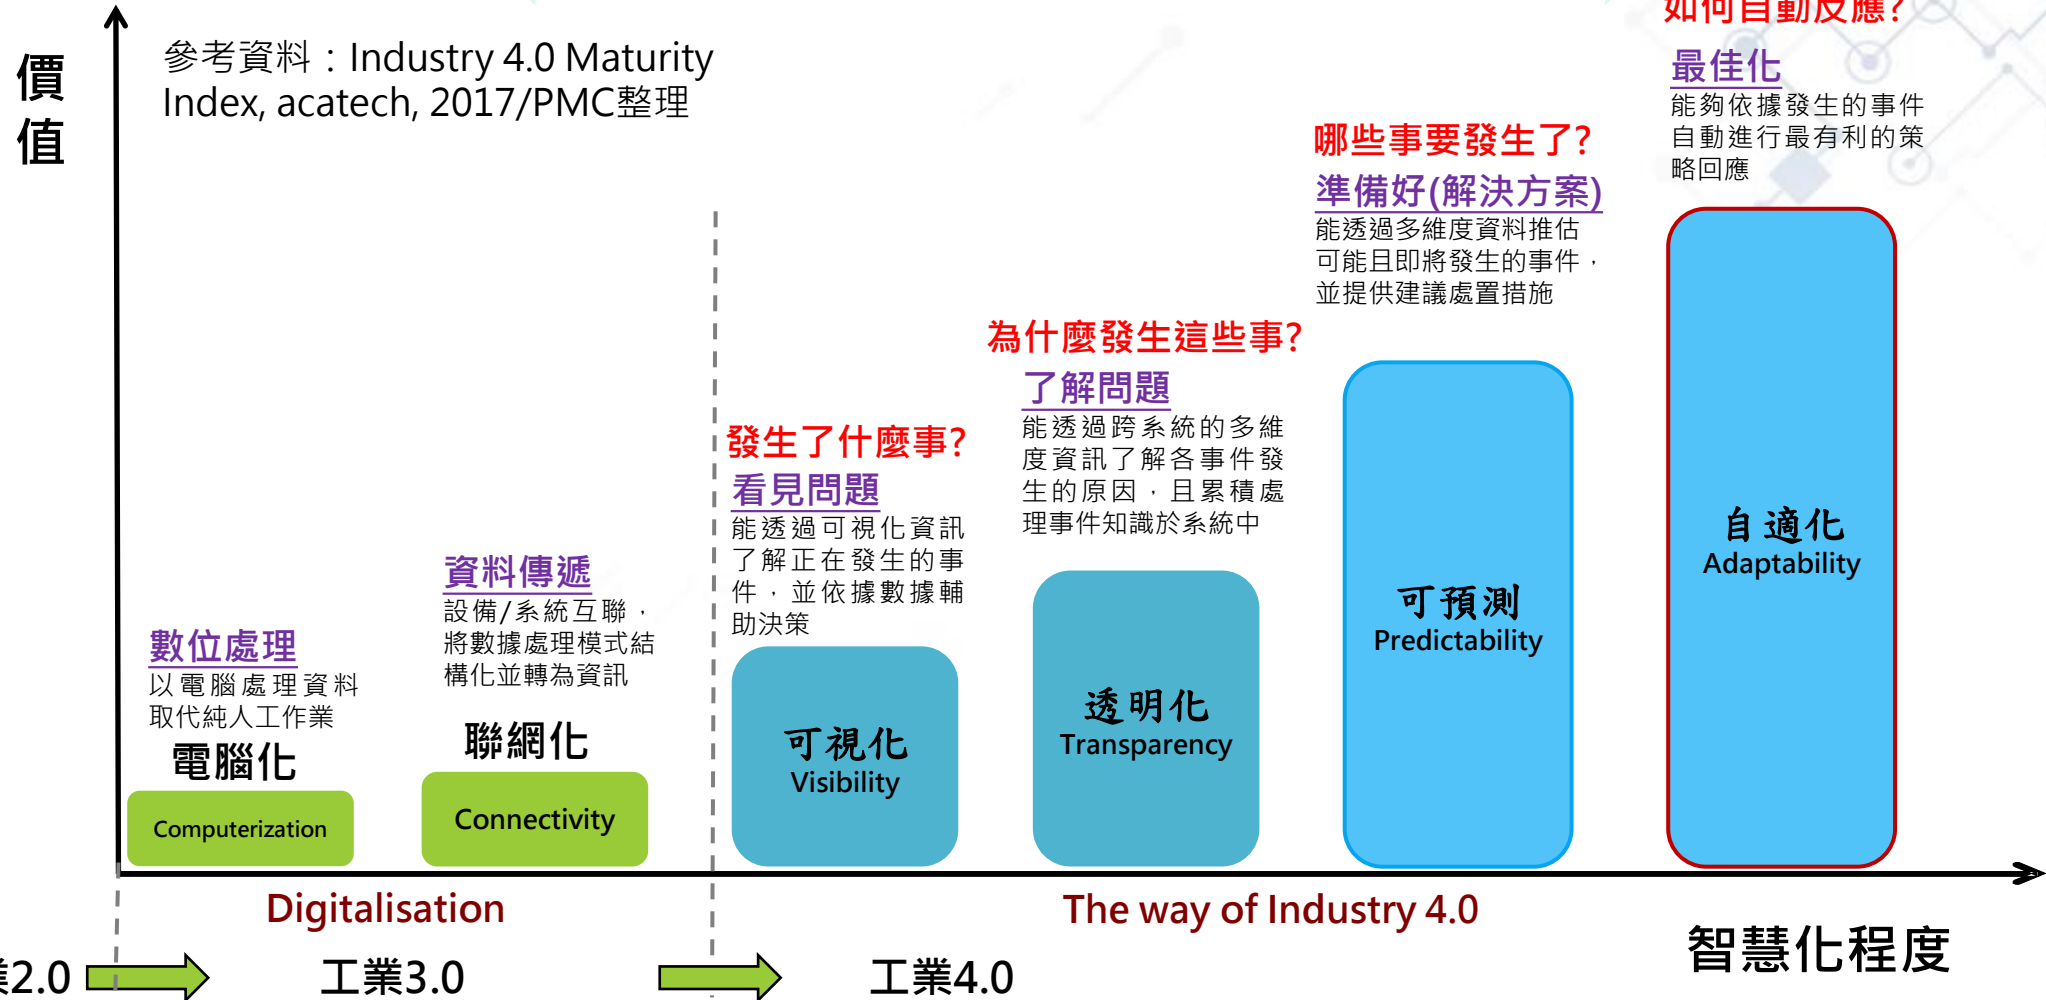 價
值
參考資料：Industry 4.0 Maturity
Index, acatech, 2017/PMC整理
數位處理
以電腦處理資料
取代純人工作業
電腦化
Computerization
資料傳遞
設備/系統互聯，
將數據處理模式結
構化並轉為資訊
聯網化
Connectivity
發生了什麼事?
看見問題
能透過可視化資訊
了解正在發生的事
件，並依據數據輔
助決策
可視化
Visibility
為什麼發生這些事?
了解問題
能透過跨系統的多維
度資訊了解各事件發
生的原因，且累積處
理事件知識於系統中
透明化
Transparency
哪些事要發生了?
準備好(解決方案)
能透過多維度資料推估
可能且即將發生的事件，
並提供建議處置措施
可預測
Predictability
如何自動反應?
最佳化
能夠依據發生的事件
自動進行最有利的策
略回應
自適化
Adaptability
Digitalisation
The way of Industry 4.0
智慧化程度
業2.0
工業3.0
工業4.0